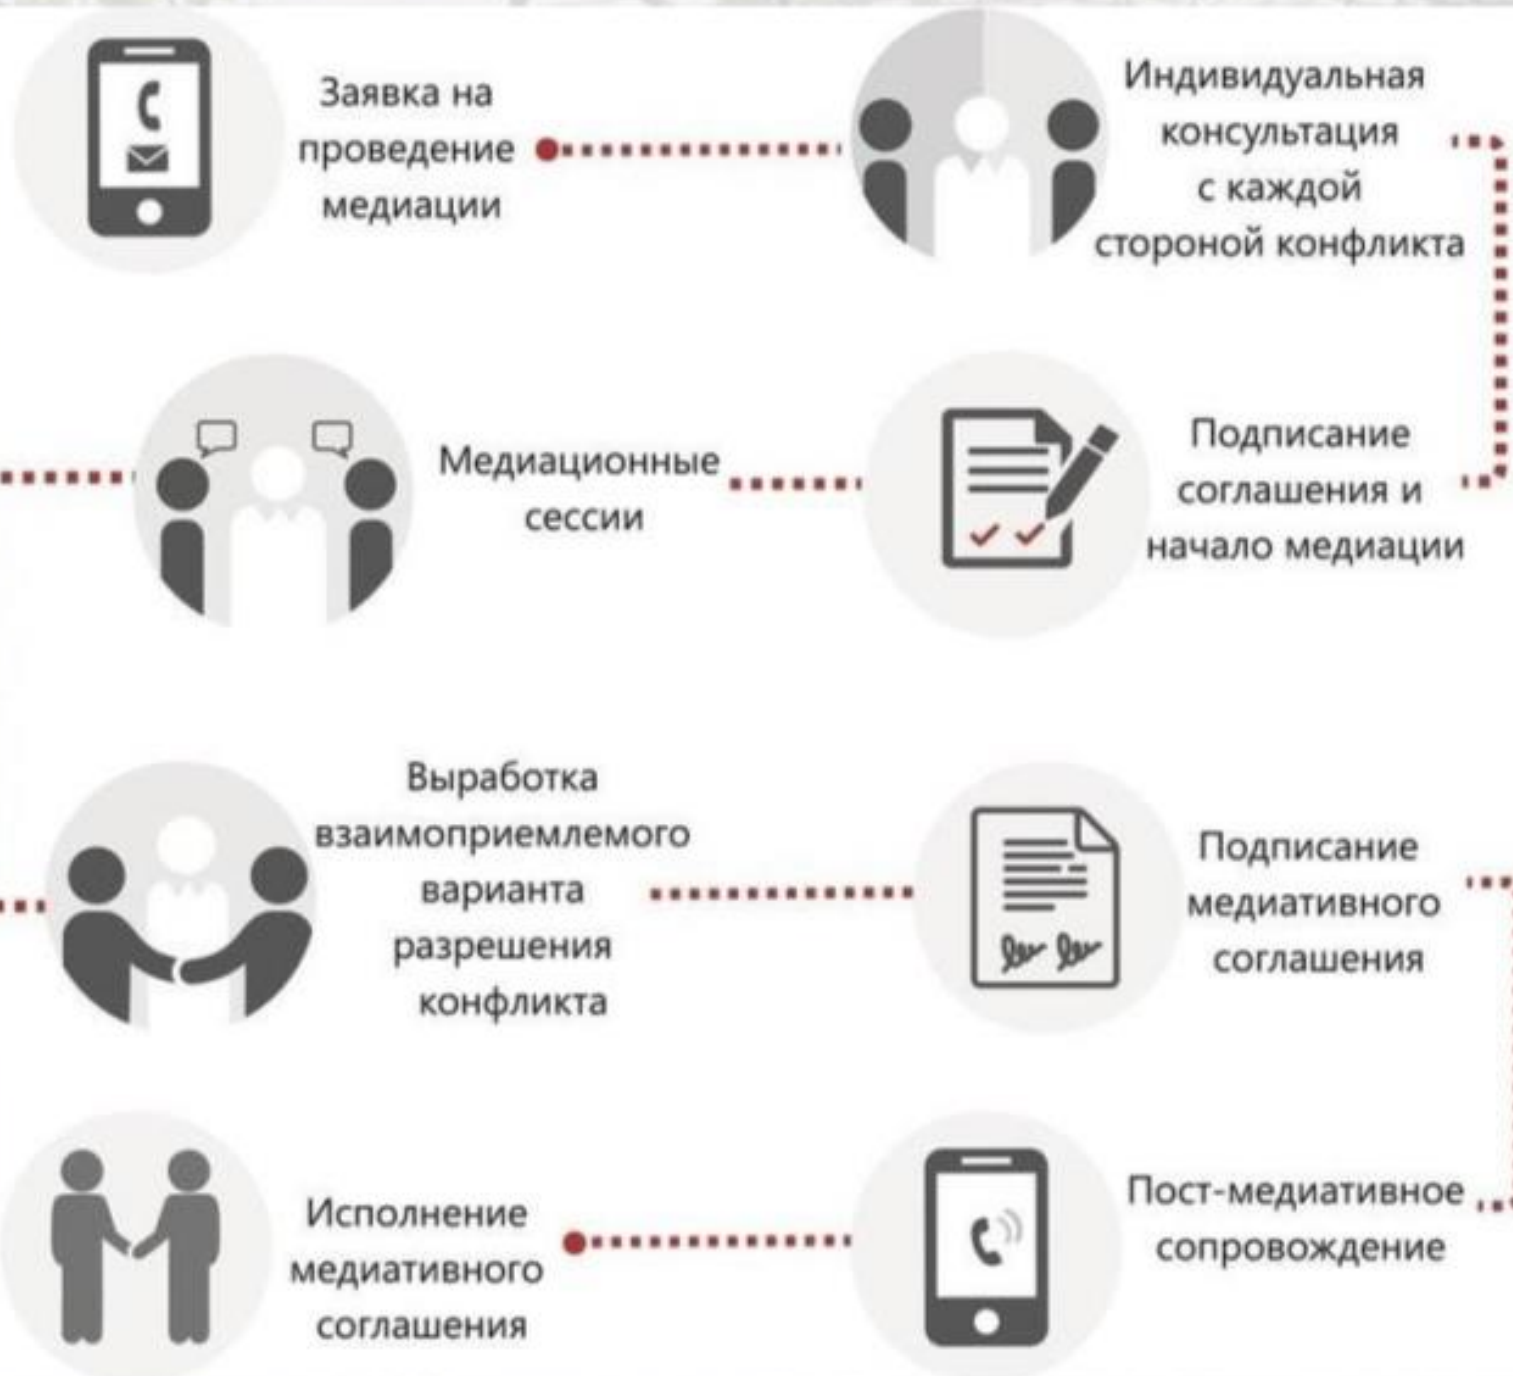 Заявка на
проведение
медиации
Индивидуальная
консультация
с каждой
стороной конфликта
Подписание
соглашения и
начало медиации
Медиационные
сессии
Выработка
взаимоприемлемого
варианта
разрешения
конфликта
Подписание
медиативного
соглашения
Пост-медиативное
сопровождение
Исполнение
медиативного
соглашения